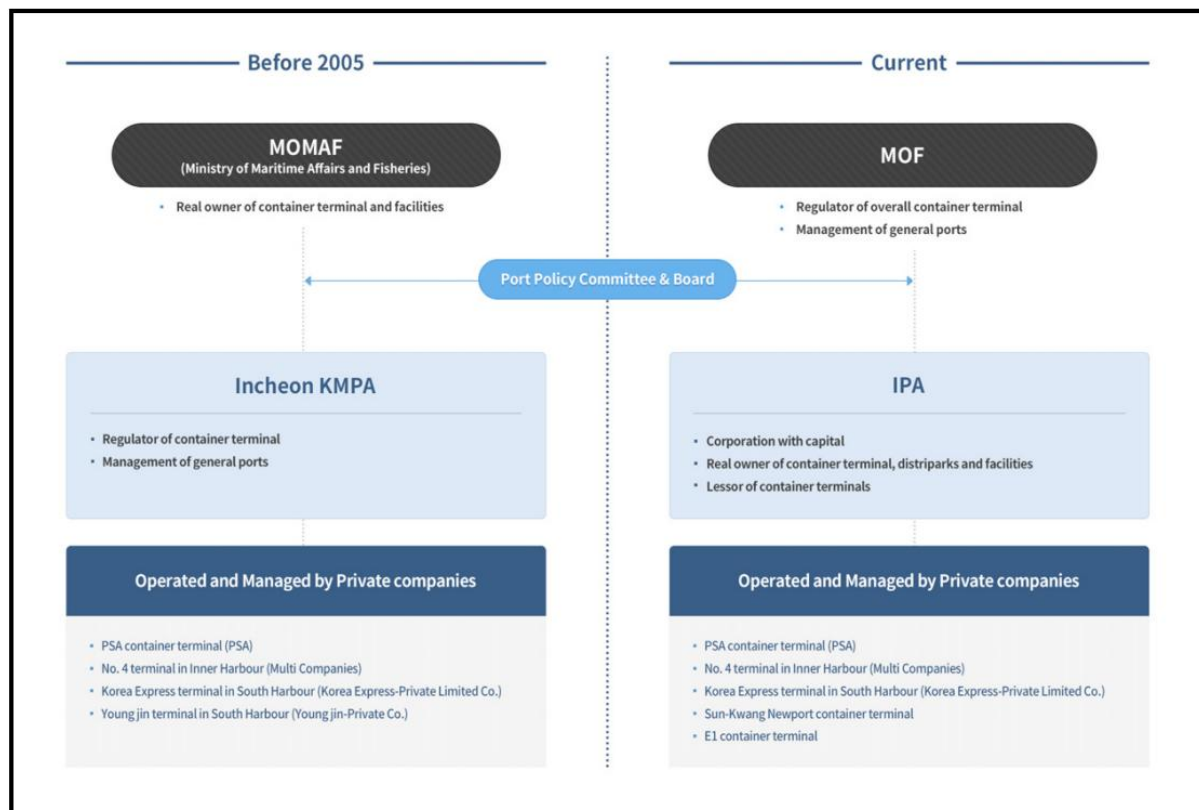 Before 2005
MOMAF
(Ministry of Maritime Affairs and Fisheries)
• Real owner of container terminal and facilities
Current
MOF
• Regulator of overall container terminal
• Management of general ports
Port Policy Committee & Board
Incheon KMPA
• Regulator of container terminal
• Management of general ports
IPA
• Corporation with capital
• Real owner of container terminal, distriparks and facilities
• Lessor of container terminals
Operated and Managed by Private companies
• PSA container terminal (PSA)
• No. 4 terminal in Inner Harbour (Multi Companies)
• Korea Express terminal in South Harbour (Korea Express-Private Limited Co.)
• Young jin terminal in South Harbour (Young jin-Private Co.)
Operated and Managed by Private companies
• PSA container terminal (PSA)
• No. 4 terminal in Inner Harbour (Multi Companies)
• Korea Express terminal in South Harbour (Korea Express-Private Limited Co.)
• Sun-Kwang Newport container terminal
• E1 container terminal